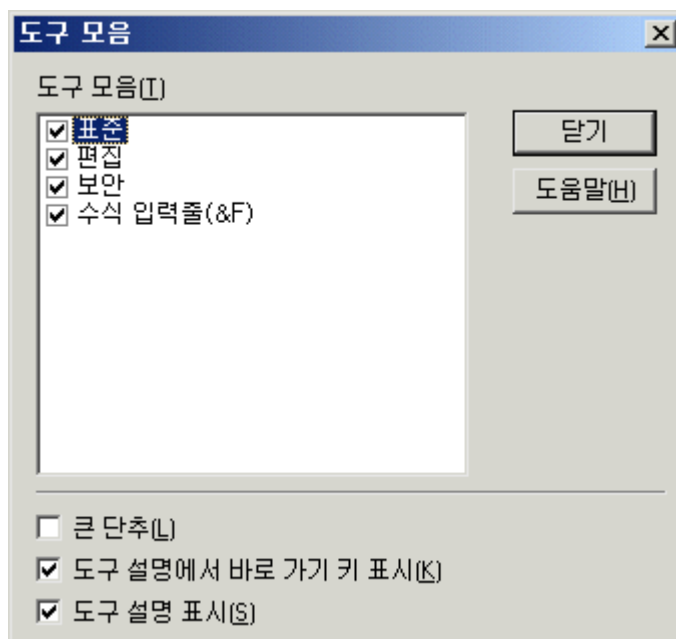 도구 모음
도구 모음(T)
표준
편집
보안
수식 입력줄(&F)
닫기
도움말(H)
큰 단추(L)
도구 설명에서 바로 가기 키 표시(K)
도구 설명 표시(S)